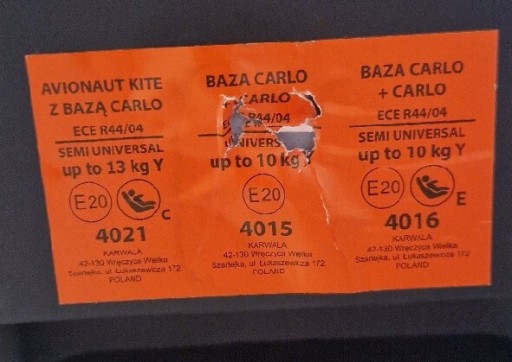 AVIONAUT KITE
Z BAZĄ CARLO
ECE R44/04
SEMI UNIVERSAL
up to 13 kg Y
E20
C
4021
KARWALA
42-130 Wręczyca Wielka
Szarlejka, ul. Łukaszewicza 172
POLAND
BAZA CARLO
CARLO
R44/04
up to 10 kg Y
E20
4015
KARWALA
42-130 Wręczyca Wielka
Szarlejka, ul. Łukaszewicza 172
POLAND
BAZA CARLO
+ CARLO
ECE R44/04
SEMI UNIVERSAL
up to 10 kg Y
E20
E
4016
KARWALA
42-130 Wręczyca Wielka
Szarlejka, ul. Łukaszewicza 172
POLAND